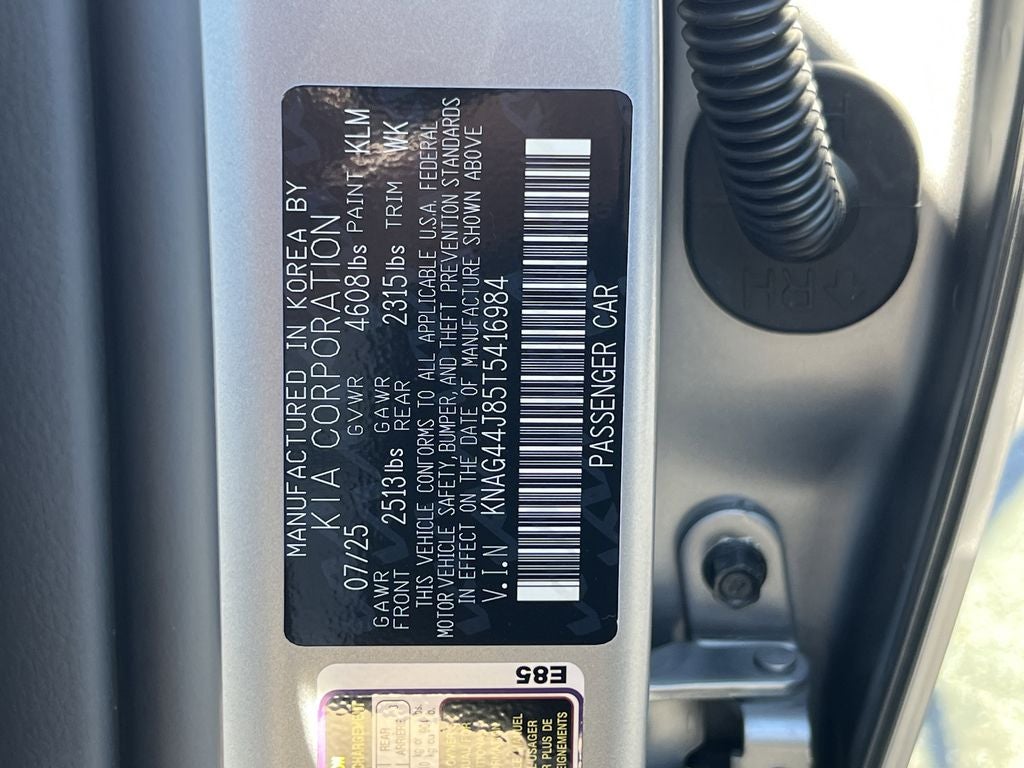 MANUFACTURED IN KOREA BY
KIA CORPORATION
07/25 GVWR 4608lbs PAINT KLM
GAWR FRONT 2513lbs GAWR REAR 2315lbs TRIM WK
THIS VEHICLE CONFORMS TO ALL APPLICABLE U.S.A. FEDERAL
MOTOR VEHICLE SAFETY, BUMPER, AND THEFT PREVENTION STANDARDS
IN EFFECT ON THE DATE OF MANUFACTURE SHOWN ABOVE
V.I.N KNAG44J85T5416984
PASSENGER CAR
E85
REAR
RH